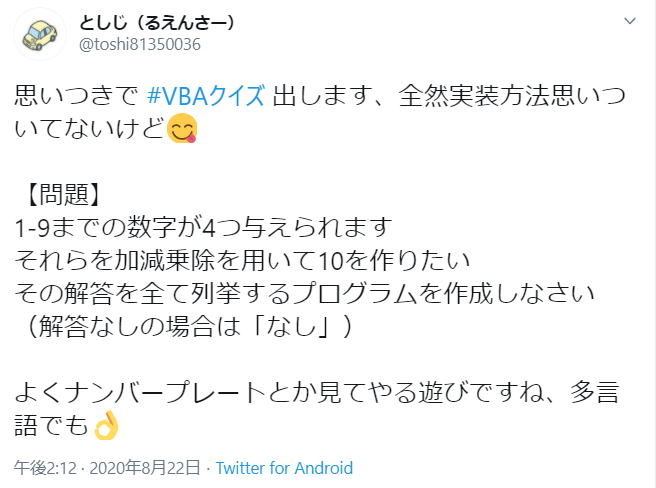 としじ（るえんさー）
@toshi81350036
思いつきで #VBAクイズ 出します、全然実装方法思いつ
いてないけど😋
【問題】
1-9までの数字が4つ与えられます
それらを加減乗除を用いて10を作りたい
その解答を全て列挙するプログラムを作成しなさい
（解答なしの場合は「なし」）
よくナンバープレートとか見てやる遊びですね、多言
語でも👌
午後2:12 · 2020年8月22日 · Twitter for Android